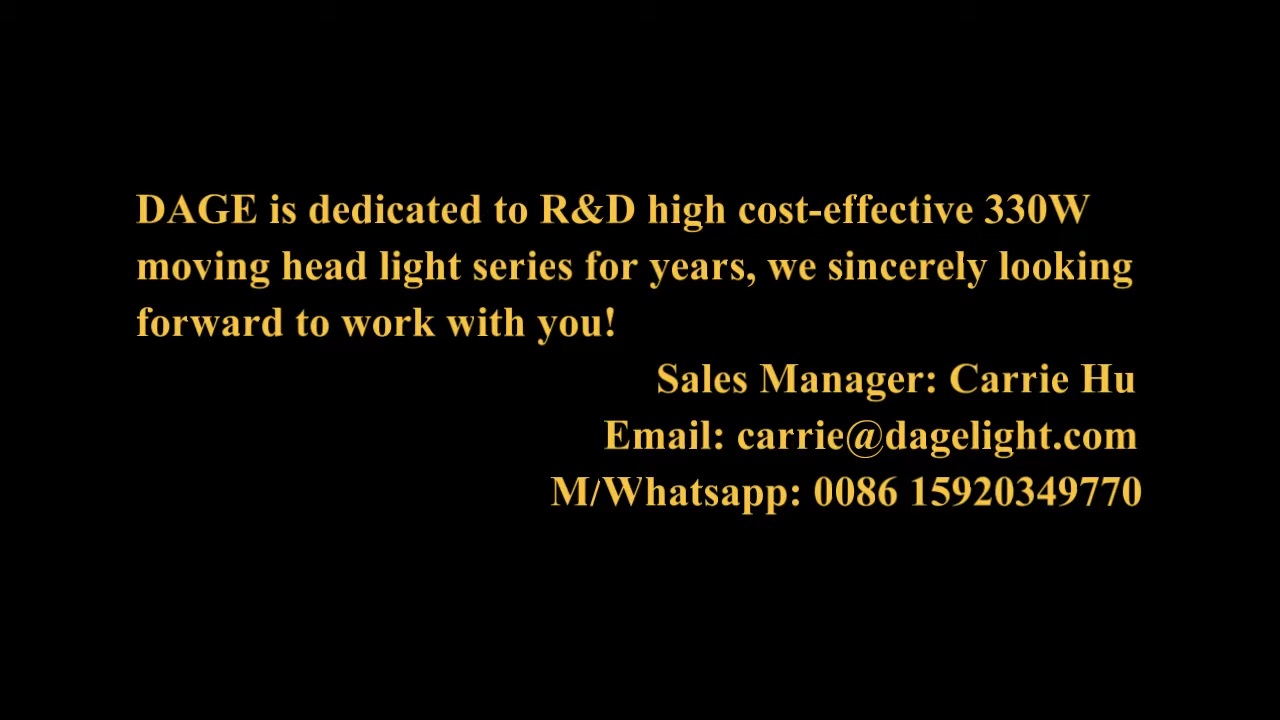 DAGE is dedicated to R&D high cost-effective 330W
moving head light series for years, we sincerely looking
forward to work with you!
Sales Manager: Carrie Hu
Email: carrie@dagelight.com
M/Whatsapp: 0086 15920349770